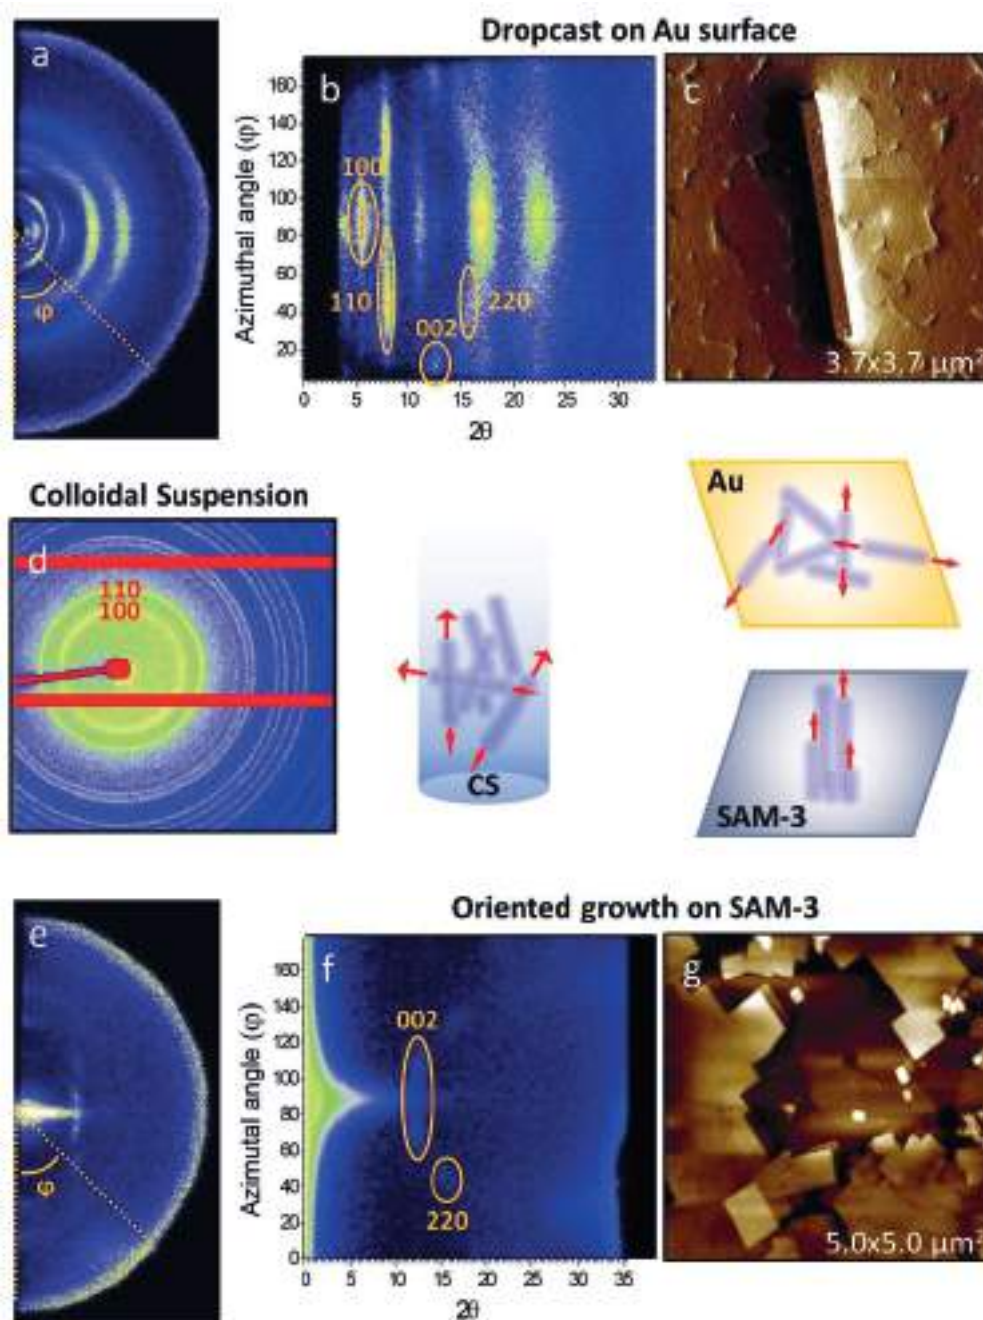 Dropcast on Au surface
a
b
c
Azimuthal angle (φ)
160
140
120
100
80
60
40
20
100
110
002
220
0 5 10 15 20 25 30
2θ
φ
3.7x3.7 µm²
Colloidal Suspension
d
110
100
CS
Au
SAM-3
Oriented growth on SAM-3
e
f
g
Azimutal angle (φ)
160
140
120
100
80
60
40
20
0
002
220
0 5 10 15 20 25 30 35
2θ
φ
5.0x5.0 µm²